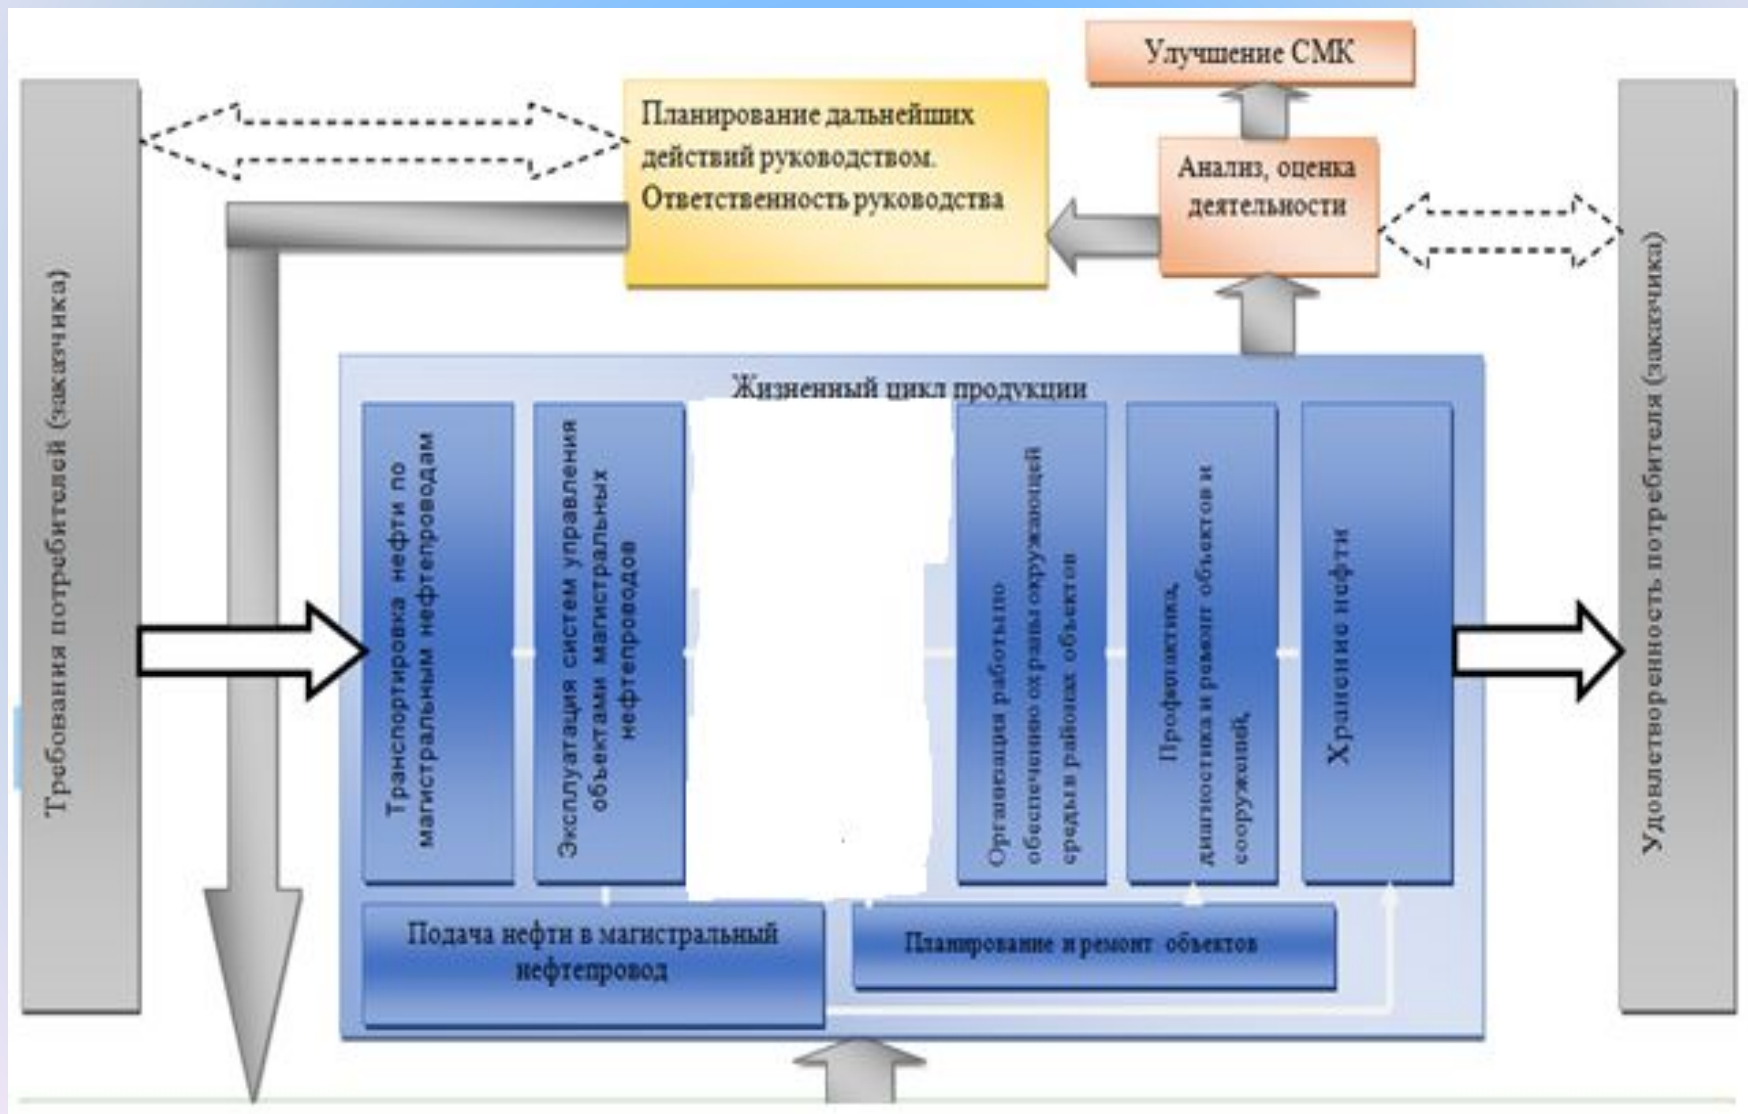 Улучшение СМК
Планирование дальнейших
действий руководством.
Ответственность руководства
Анализ, оценка
деятельности
Требования потребителей (заказчика)
Жизненный цикл продукции
Транспортировка нефти по
магистральным нефтепроводам
Эксплуатация систем управления
объектами магистральных
нефтепроводов
Организация работы по
обеспечению охраны окружающей
среды в районах объектов
Профилактика,
диагностика и ремонт объектов и
сооружений,
Хранение нефти
Подача нефти в магистральный
нефтепровод
Планирование и ремонт объектов
Удовлетворенность потребителя (заказчика)